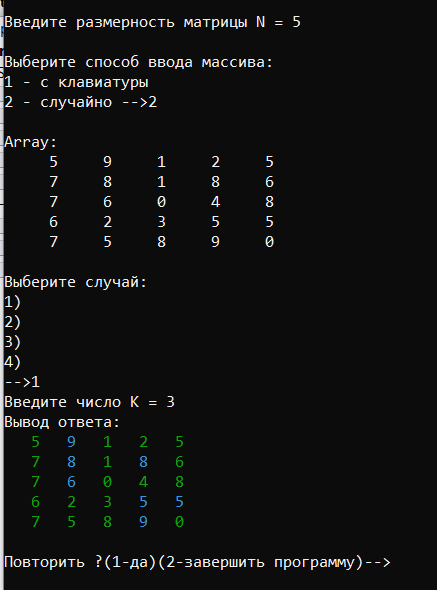 Введите размерность матрицы N = 5
Выберите способ ввода массива:
1 - с клавиатуры
2 - случайно -->2
Array:
5 9 1 2 5
7 8 1 8 6
7 6 0 4 8
6 2 3 5 5
7 5 8 9 0
Выберите случай:
1)
2)
3)
4)
-->1
Введите число K = 3
Вывод ответа:
5 9 1 2 5
7 8 1 8 6
7 6 0 4 8
6 2 3 5 5
7 5 8 9 0
Повторить ?(1-да)(2-завершить программу)-->